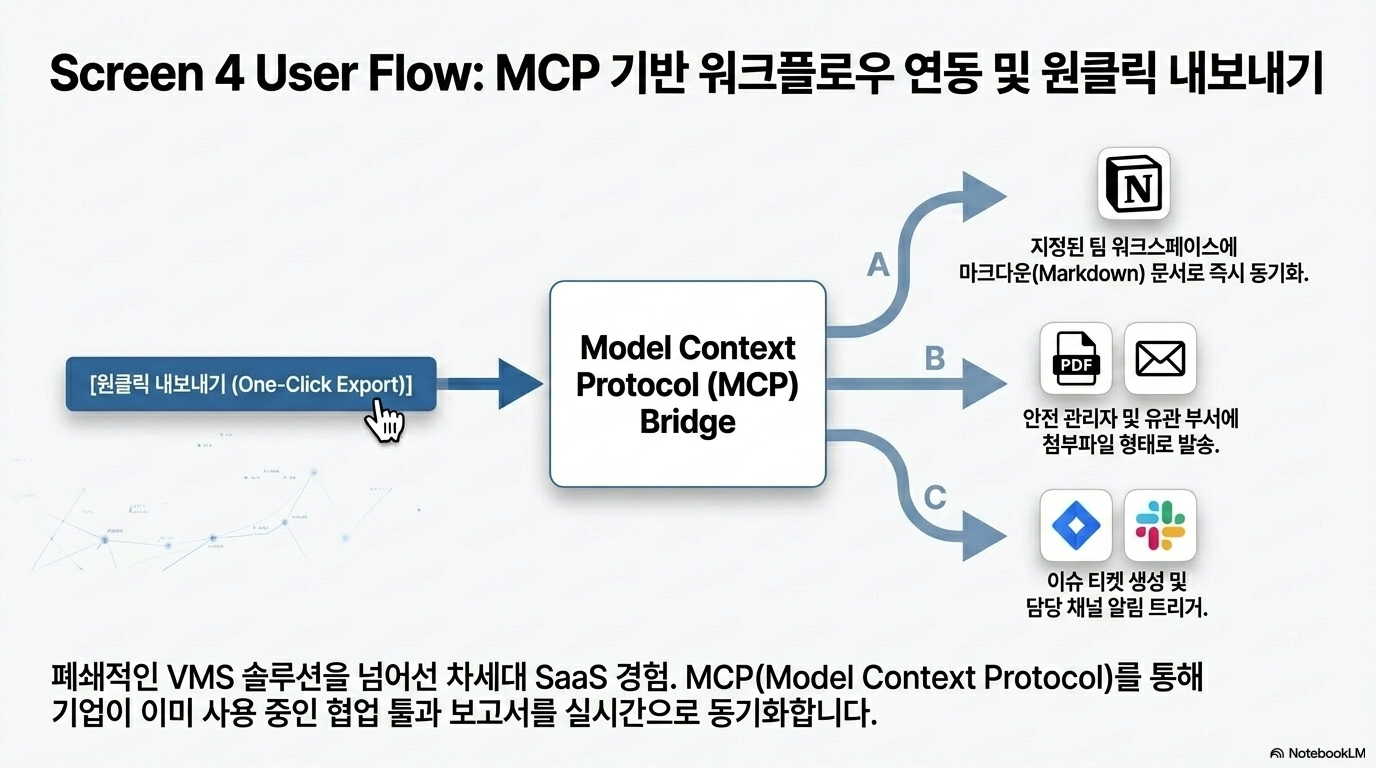 Screen 4 User Flow: MCP 기반 워크플로우 연동 및 원클릭 내보내기
[원클릭 내보내기 (One-Click Export)]
Model Context
Protocol (MCP)
Bridge
A
N
지정된 팀 워크스페이스에
마크다운(Markdown) 문서로 즉시 동기화.
B
PDF
안전 관리자 및 유관 부서에
첨부파일 형태로 발송.
C
이슈 티켓 생성 및
담당 채널 알림 트리거.
폐쇄적인 VMS 솔루션을 넘어선 차세대 SaaS 경험. MCP(Model Context Protocol)를 통해
기업이 이미 사용 중인 협업 툴과 보고서를 실시간으로 동기화합니다.
NotebookLM